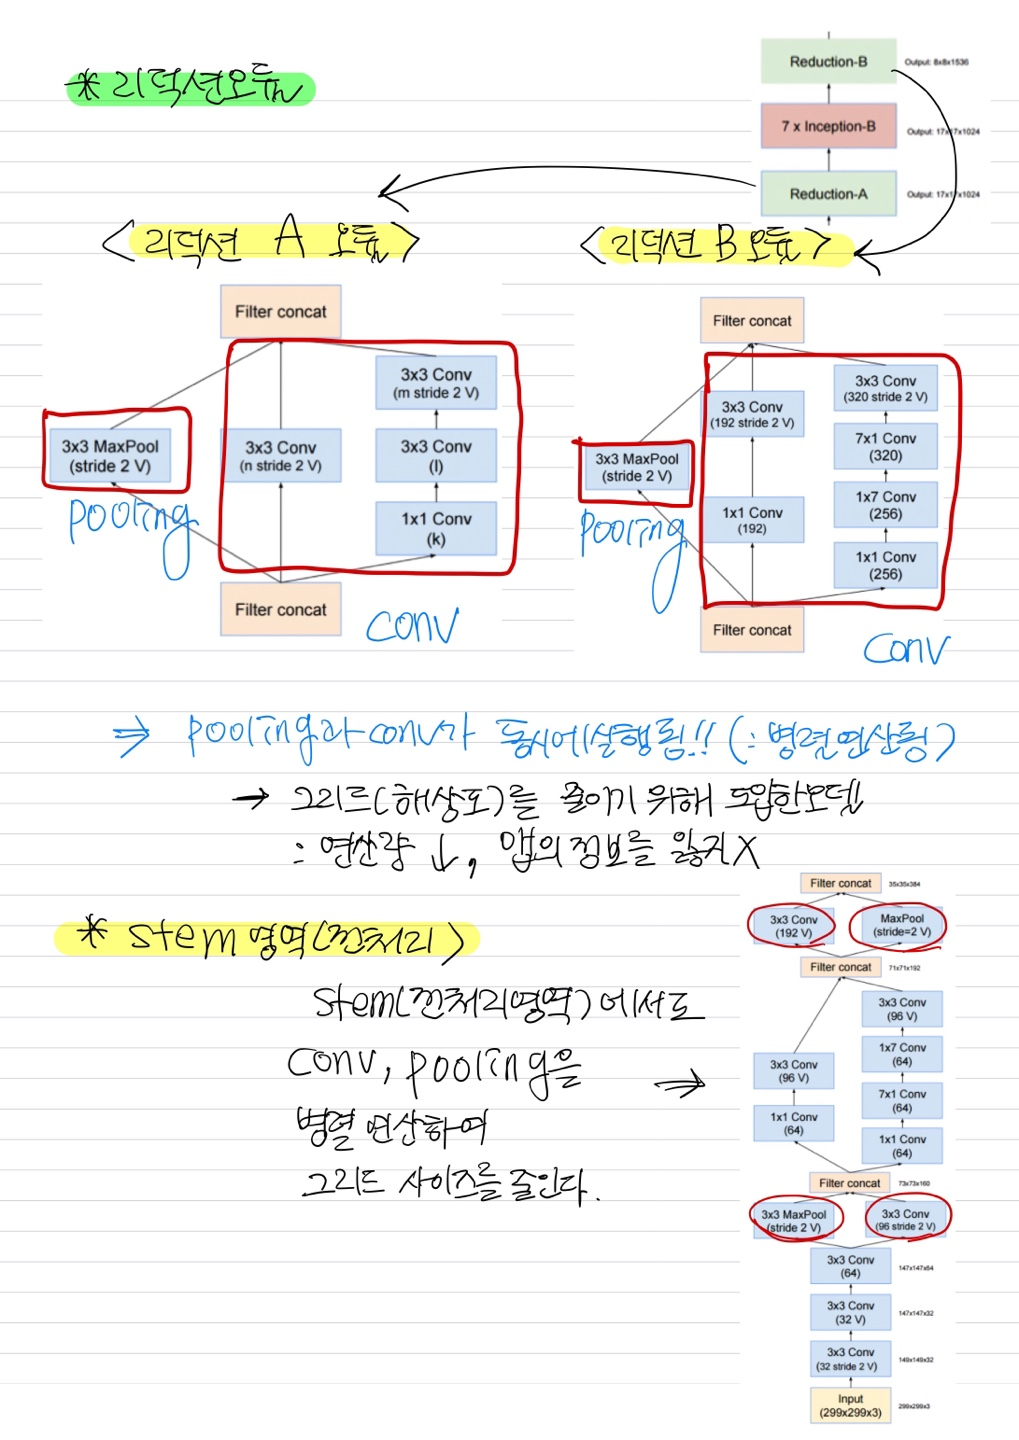 * 리덕션모듈
Reduction-B
Output: 8x8x1536
7 x Inception-B
Output: 17x17x1024
Reduction-A
Output: 17x17x1024
<리덕션 A 모듈>
Filter concat
3x3 MaxPool
(stride 2 V)
3x3 Conv
(n stride 2 V)
3x3 Conv
(m stride 2 V)
3x3 Conv
(l)
1x1 Conv
(k)
Filter concat
pooling
conv
<리덕션 B 모듈>
Filter concat
3x3 MaxPool
(stride 2 V)
3x3 Conv
(192 stride 2 V)
1x1 Conv
(192)
3x3 Conv
(320 stride 2 V)
7x1 Conv
(320)
1x7 Conv
(256)
1x1 Conv
(256)
Filter concat
pooling
conv
⇒ pooling과 conv가 동시에 실행됨!! (∴병렬연산링)
→ 그리드(해상도)를 줄이기 위해 도입한모델
: 연산량 ↓, 맵의 정보를 잃지 X
* stem 영역(전처리)
stem(전처리영역)에서도
conv, pooling을
병렬 연산하여
그리드 사이즈를 줄인다.
⇒
Filter concat
35x35x384
3x3 Conv
(192 V)
MaxPool
(stride=2 V)
Filter concat
71x71x192
3x3 Conv
(96 V)
1x1 Conv
(64)
3x3 Conv
(96 V)
1x7 Conv
(64)
7x1 Conv
(64)
1x1 Conv
(64)
Filter concat
73x73x160
3x3 MaxPool
(stride 2 V)
3x3 Conv
(96 stride 2 V)
3x3 Conv
(64)
147x147x64
3x3 Conv
(32 V)
147x147x32
3x3 Conv
(32 stride 2 V)
149x149x32
Input
(299x299x3)
299x299x3